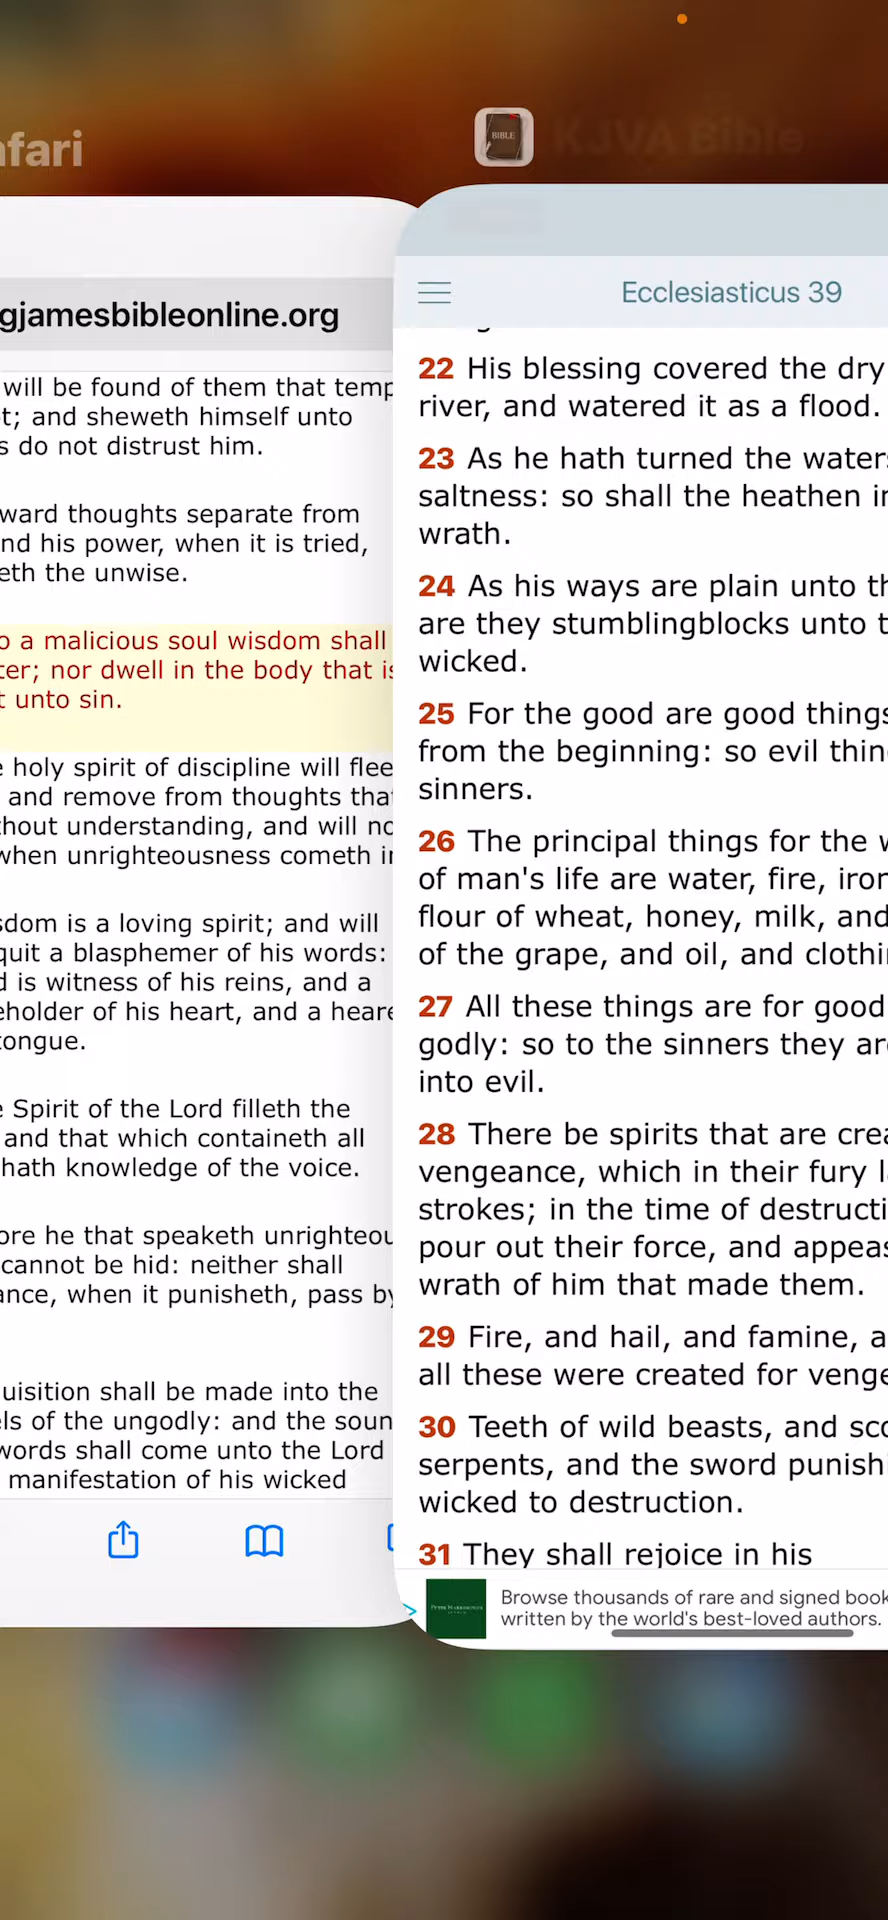 afari
KJVA Bible
BIBLE
gjamesbibleonline.org
will be found of them that temp
t; and sheweth himself unto
s do not distrust him.
ward thoughts separate from
nd his power, when it is tried,
eth the unwise.
o a malicious soul wisdom shall
ter; nor dwell in the body that is
t unto sin.
e holy spirit of discipline will flee
and remove from thoughts that
hout understanding, and will no
when unrighteousness cometh in
sdom is a loving spirit; and will
quit a blasphemer of his words:
d is witness of his reins, and a
eholder of his heart, and a heare
tongue.
e Spirit of the Lord filleth the
and that which containeth all
hath knowledge of the voice.
ore he that speaketh unrighteou
cannot be hid: neither shall
ance, when it punisheth, pass by
uisition shall be made into the
ls of the ungodly: and the soun
words shall come unto the Lord
manifestation of his wicked
Ecclesiasticus 39
22 His blessing covered the dry
river, and watered it as a flood.
23 As he hath turned the waters
saltness: so shall the heathen in
wrath.
24 As his ways are plain unto th
are they stumblingblocks unto t
wicked.
25 For the good are good things
from the beginning: so evil thin
sinners.
26 The principal things for the w
of man's life are water, fire, iron
flour of wheat, honey, milk, and
of the grape, and oil, and clothi
27 All these things are for good
godly: so to the sinners they are
into evil.
28 There be spirits that are crea
vengeance, which in their fury la
strokes; in the time of destructi
pour out their force, and appeas
wrath of him that made them.
29 Fire, and hail, and famine, a
all these were created for venge
30 Teeth of wild beasts, and sco
serpents, and the sword punishi
wicked to destruction.
31 They shall rejoice in his
Browse thousands of rare and signed book
written by the world's best-loved authors.